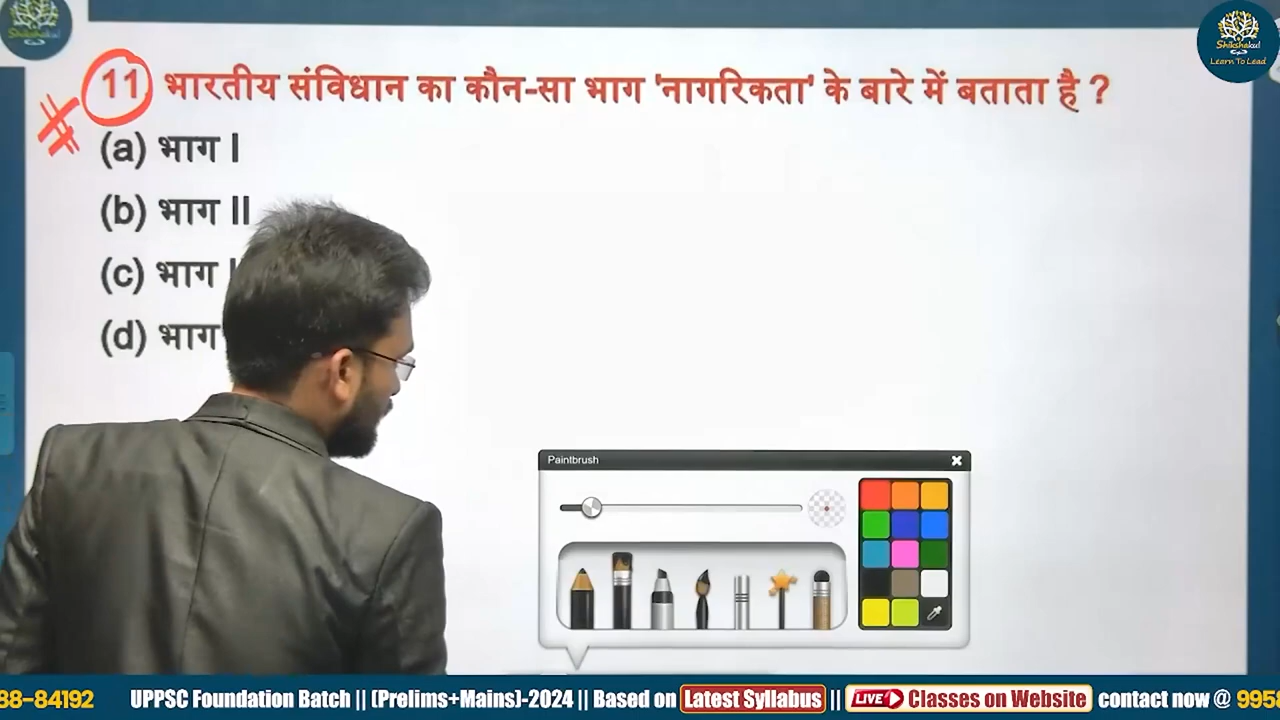 Shikshakul
Shikshakul
Learn To Lead
11 भारतीय संविधान का कौन-सा भाग 'नागरिकता' के बारे में बताता है ?
(a) भाग I
(b) भाग II
(c) भाग
(d) भाग
Paintbrush
88-84192 UPPSC Foundation Batch || (Prelims+Mains)-2024 || Based on Latest Syllabus || LIVE Classes on Website contact now @ 995